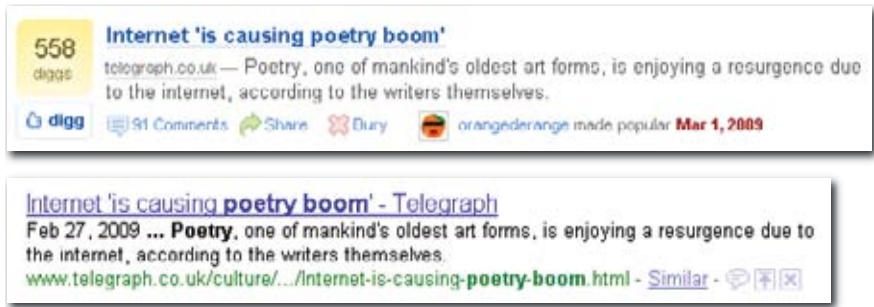 558
diggs
digg
Internet 'is causing poetry boom'
telegraph.co.uk — Poetry, one of mankind's oldest art forms, is enjoying a resurgence due
to the internet, according to the writers themselves.
91 Comments Share Bury orangederange made popular Mar 1, 2009
Internet 'is causing poetry boom' - Telegraph
Feb 27, 2009 ... Poetry, one of mankind's oldest art forms, is enjoying a resurgence due to
the internet, according to the writers themselves.
www.telegraph.co.uk/culture/.../Internet-is-causing-poetry-boom.html - Similar -